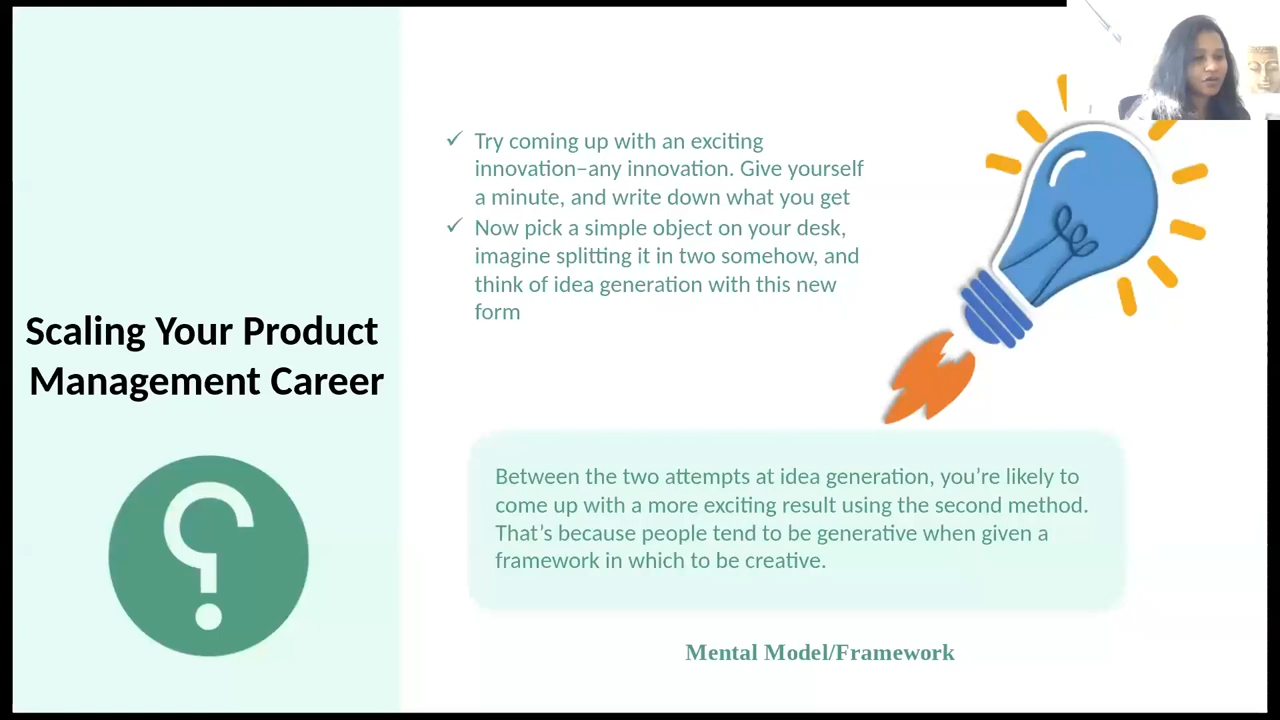 Try coming up with an exciting
innovation–any innovation. Give yourself
a minute, and write down what you get
Now pick a simple object on your desk,
imagine splitting it in two somehow, and
think of idea generation with this new
form
Scaling Your Product
Management Career
Between the two attempts at idea generation, you’re likely to
come up with a more exciting result using the second method.
That’s because people tend to be generative when given a
framework in which to be creative.
Mental Model/Framework